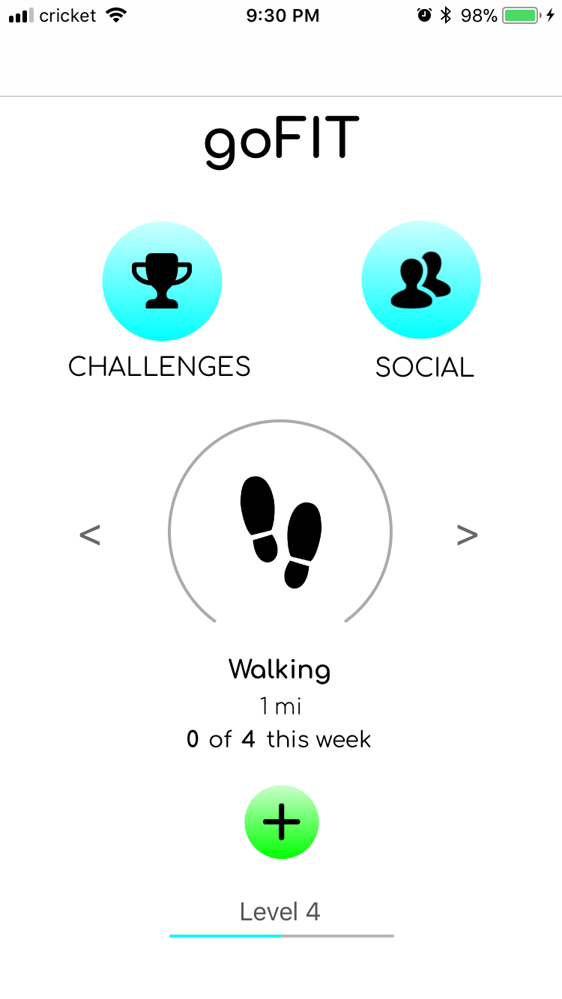 cricket 9:30 PM 98%
goFIT
CHALLENGES SOCIAL
< >
Walking
1 mi
0 of 4 this week
+
Level 4